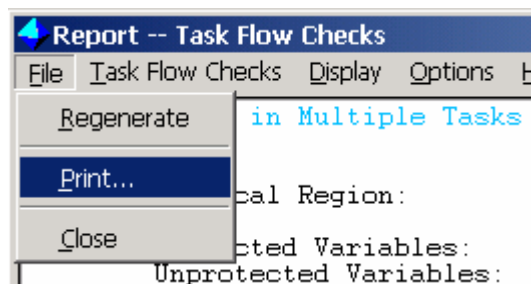 Report -- Task Flow Checks
File Task Flow Checks Display Options
Regenerate
in Multiple Tasks
Print...
cal Region:
Close
cted Variables:
Unprotected Variables: